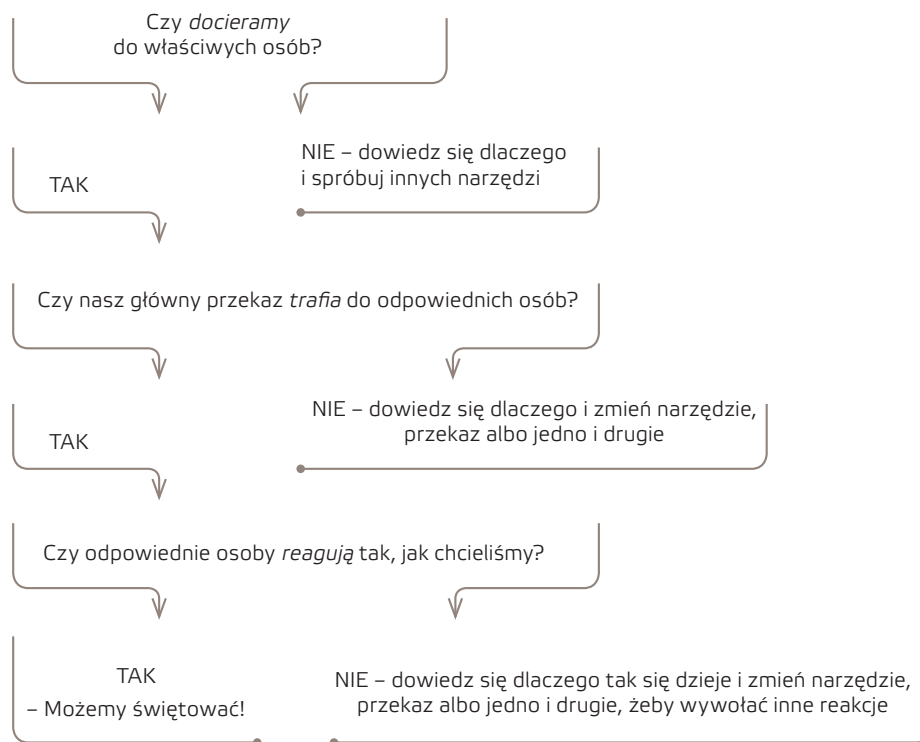 Czy docieramy
do właściwych osób?
TAK
NIE – dowiedz się dlaczego
i spróbuj innych narzędzi
Czy nasz główny przekaz trafia do odpowiednich osób?
TAK
NIE – dowiedz się dlaczego i zmień narzędzie,
przekaz albo jedno i drugie
Czy odpowiednie osoby reagują tak, jak chcieliśmy?
TAK
– Możemy świętować!
NIE – dowiedz się dlaczego tak się dzieje i zmień narzędzie,
przekaz albo jedno i drugie, żeby wywołać inne reakcje